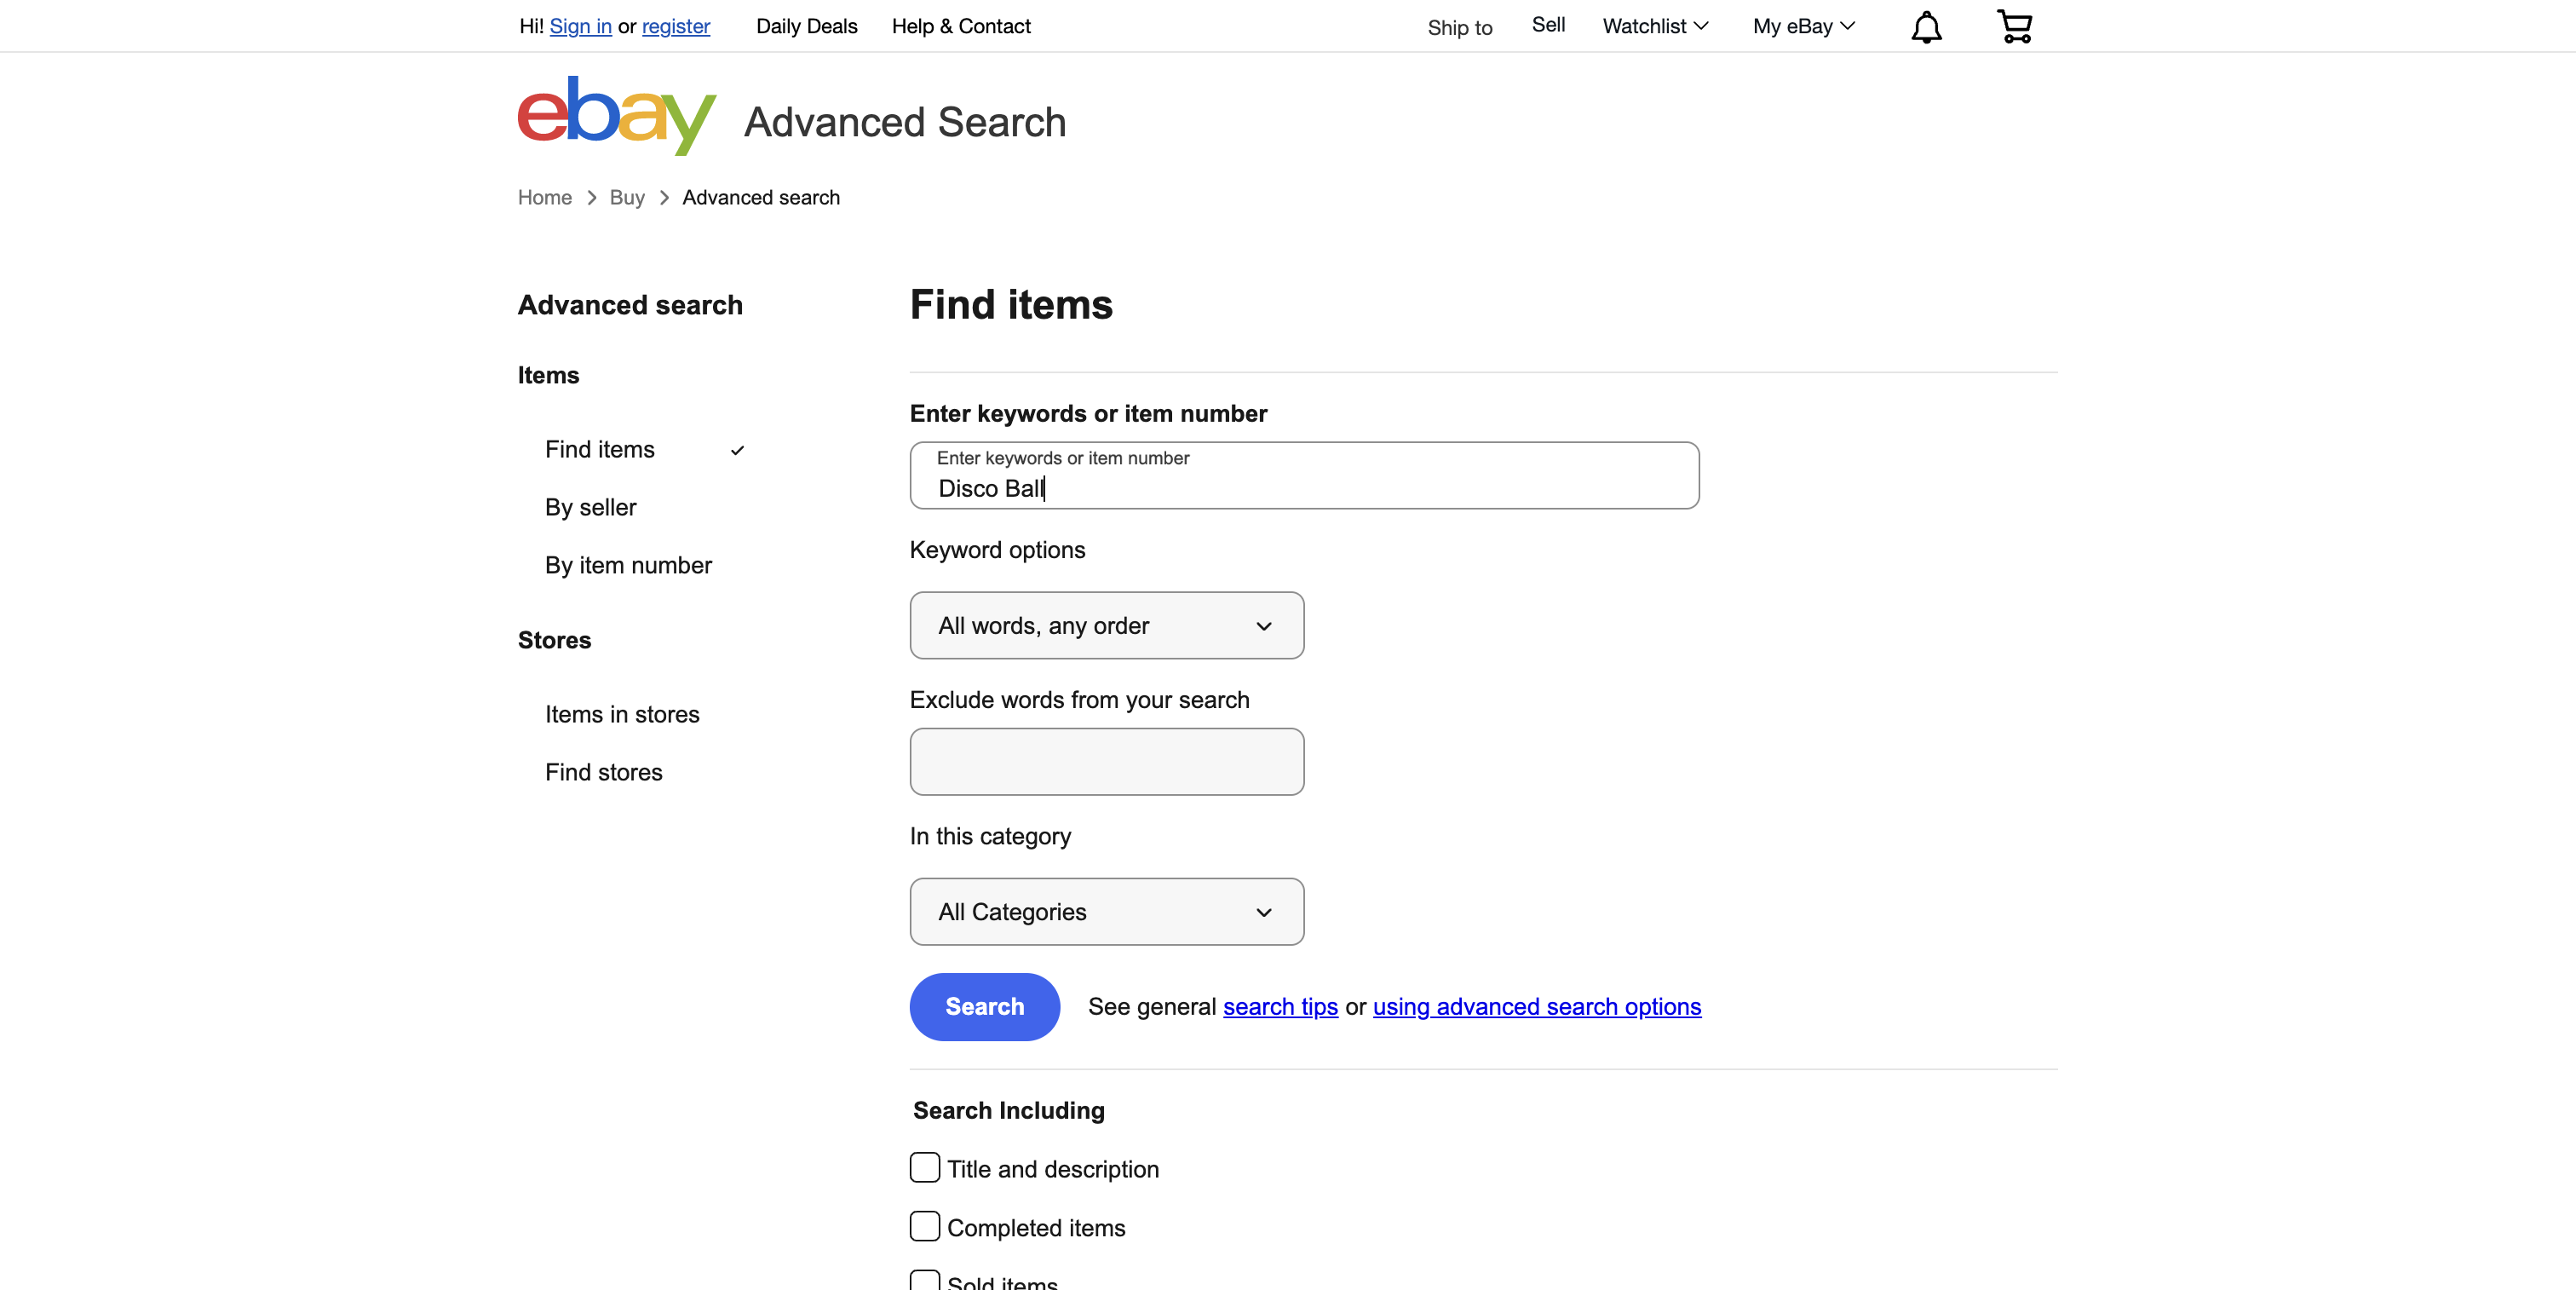 Hi! Sign in or register Daily Deals Help & Contact Ship to Sell Watchlist My eBay
ebay Advanced Search
Home Buy Advanced search
Advanced search
Items
Find items
By seller
By item number
Stores
Items in stores
Find stores
Find items
Enter keywords or item number
Enter keywords or item number
Disco Ball
Keyword options
All words, any order
Exclude words from your search
In this category
All Categories
Search See general search tips or using advanced search options
Search Including
Title and description
Completed items
Sold items